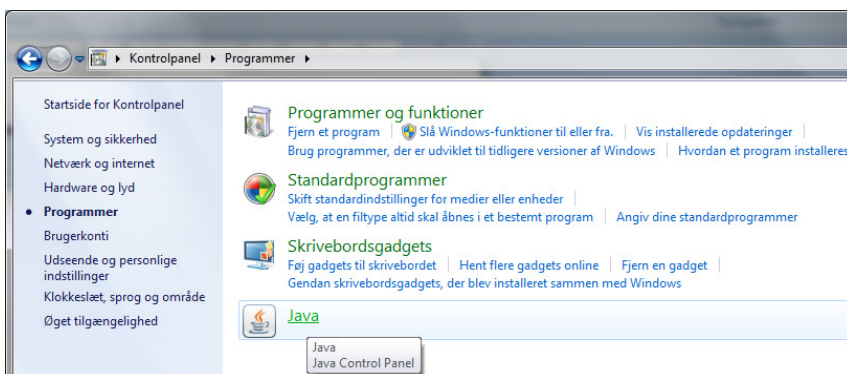 Kontrolpanel Programmer
Startside for Kontrolpanel
System og sikkerhed
Netværk og internet
Hardware og lyd
Programmer
Brugerkonti
Udseende og personlige
indstillinger
Klokkeslæt, sprog og område
Øget tilgængelighed
Programmer og funktioner
Fjern et program Slå Windows-funktioner til eller fra. Vis installerede opdateringer
Brug programmer, der er udviklet til tidligere versioner af Windows Hvordan et program installeres
Standardprogrammer
Skift standardindstillinger for medier eller enheder
Vælg, at en filtype altid skal åbnes i et bestemt program Angiv dine standardprogrammer
Skrivebordsgadgets
Føj gadgets til skrivebordet Hent flere gadgets online Fjern en gadget
Gendan skrivebordsgadgets, der blev installeret sammen med Windows
Java
Java
Java Control Panel